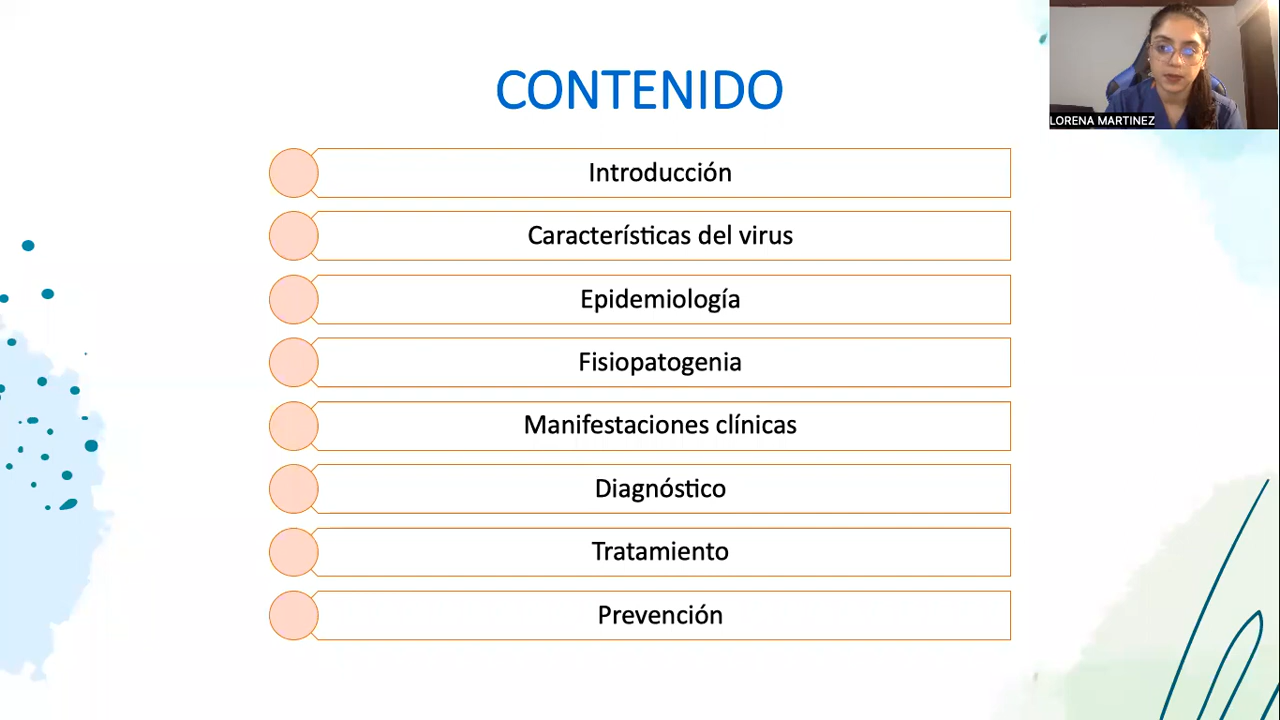 CONTENIDO
LORENA MARTINEZ
Introducción
Características del virus
Epidemiología
Fisiopatogenia
Manifestaciones clínicas
Diagnóstico
Tratamiento
Prevención